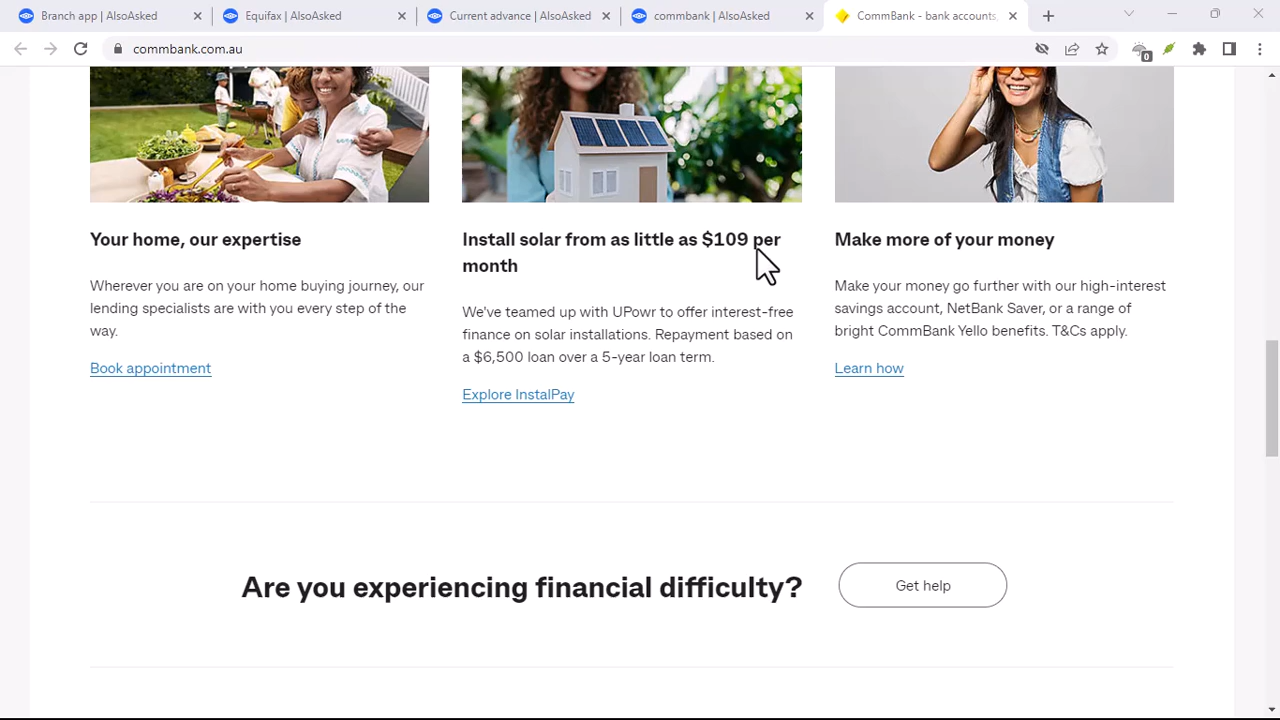 Branch app | AlsoAsked
Equifax | AlsoAsked
Current advance | AlsoAsked
commbank | AlsoAsked
CommBank - bank accounts,
commbank.com.au
0
Your home, our expertise
Wherever you are on your home buying journey, our
lending specialists are with you every step of the
way.
Book appointment
Install solar from as little as $109 per
month
We've teamed up with UPowr to offer interest-free
finance on solar installations. Repayment based on
a $6,500 loan over a 5-year loan term.
Explore InstalPay
Make more of your money
Make your money go further with our high-interest
savings account, NetBank Saver, or a range of
bright CommBank Yello benefits. T&Cs apply.
Learn how
Are you experiencing financial difficulty?
Get help